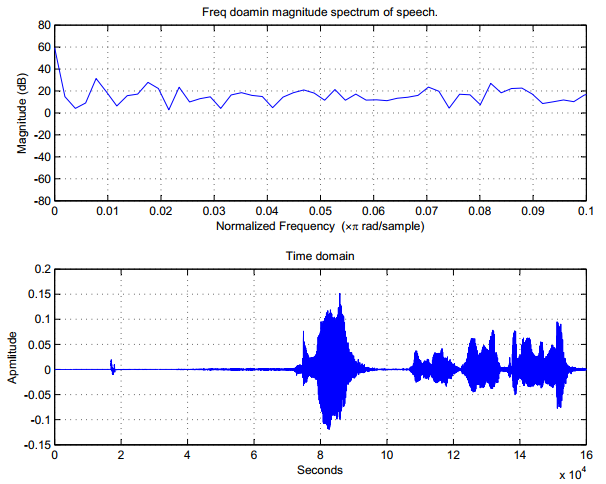 Freq doamin magnitude spectrum of speech.
80
60
40
20
0
-20
-40
-60
-80
Magnitude (dB)
0 0.01 0.02 0.03 0.04 0.05 0.06 0.07 0.08 0.09 0.1
Normalized Frequency (×π rad/sample)
Time domain
0.2
0.15
0.1
0.05
0
-0.05
-0.1
-0.15
Apmlitude
0 2 4 6 8 10 12 14 16
Seconds
x 10^4